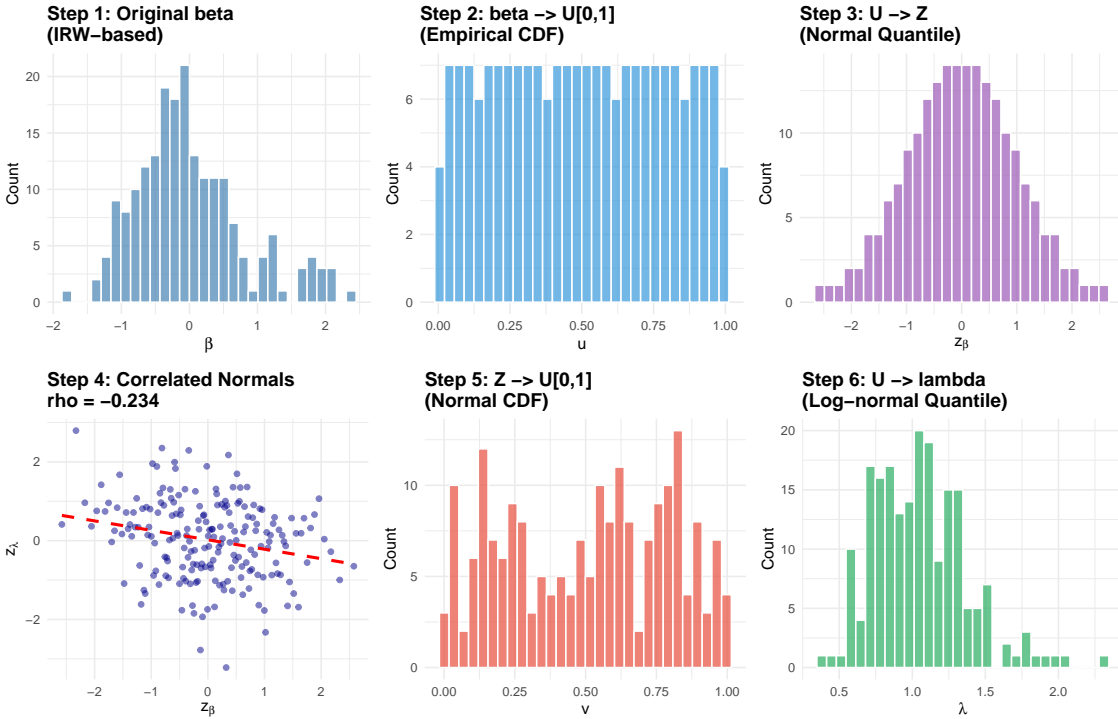 Step 1: Original beta
(IRW−based)
Count
20
15
10
5
0
−2
−1
0
1
2
β
Step 2: beta −> U[0,1]
(Empirical CDF)
Count
6
4
2
0
0.00
0.25
0.50
0.75
1.00
u
Step 3: U −> Z
(Normal Quantile)
Count
10
5
0
−2
−1
0
1
2
zβ
Step 4: Correlated Normals
rho = −0.234
zλ
2
0
−2
−2
−1
0
1
2
zβ
Step 5: Z −> U[0,1]
(Normal CDF)
Count
10
5
0
0.00
0.25
0.50
0.75
1.00
v
Step 6: U −> lambda
(Log−normal Quantile)
Count
20
15
10
5
0
0.5
1.0
1.5
2.0
λ